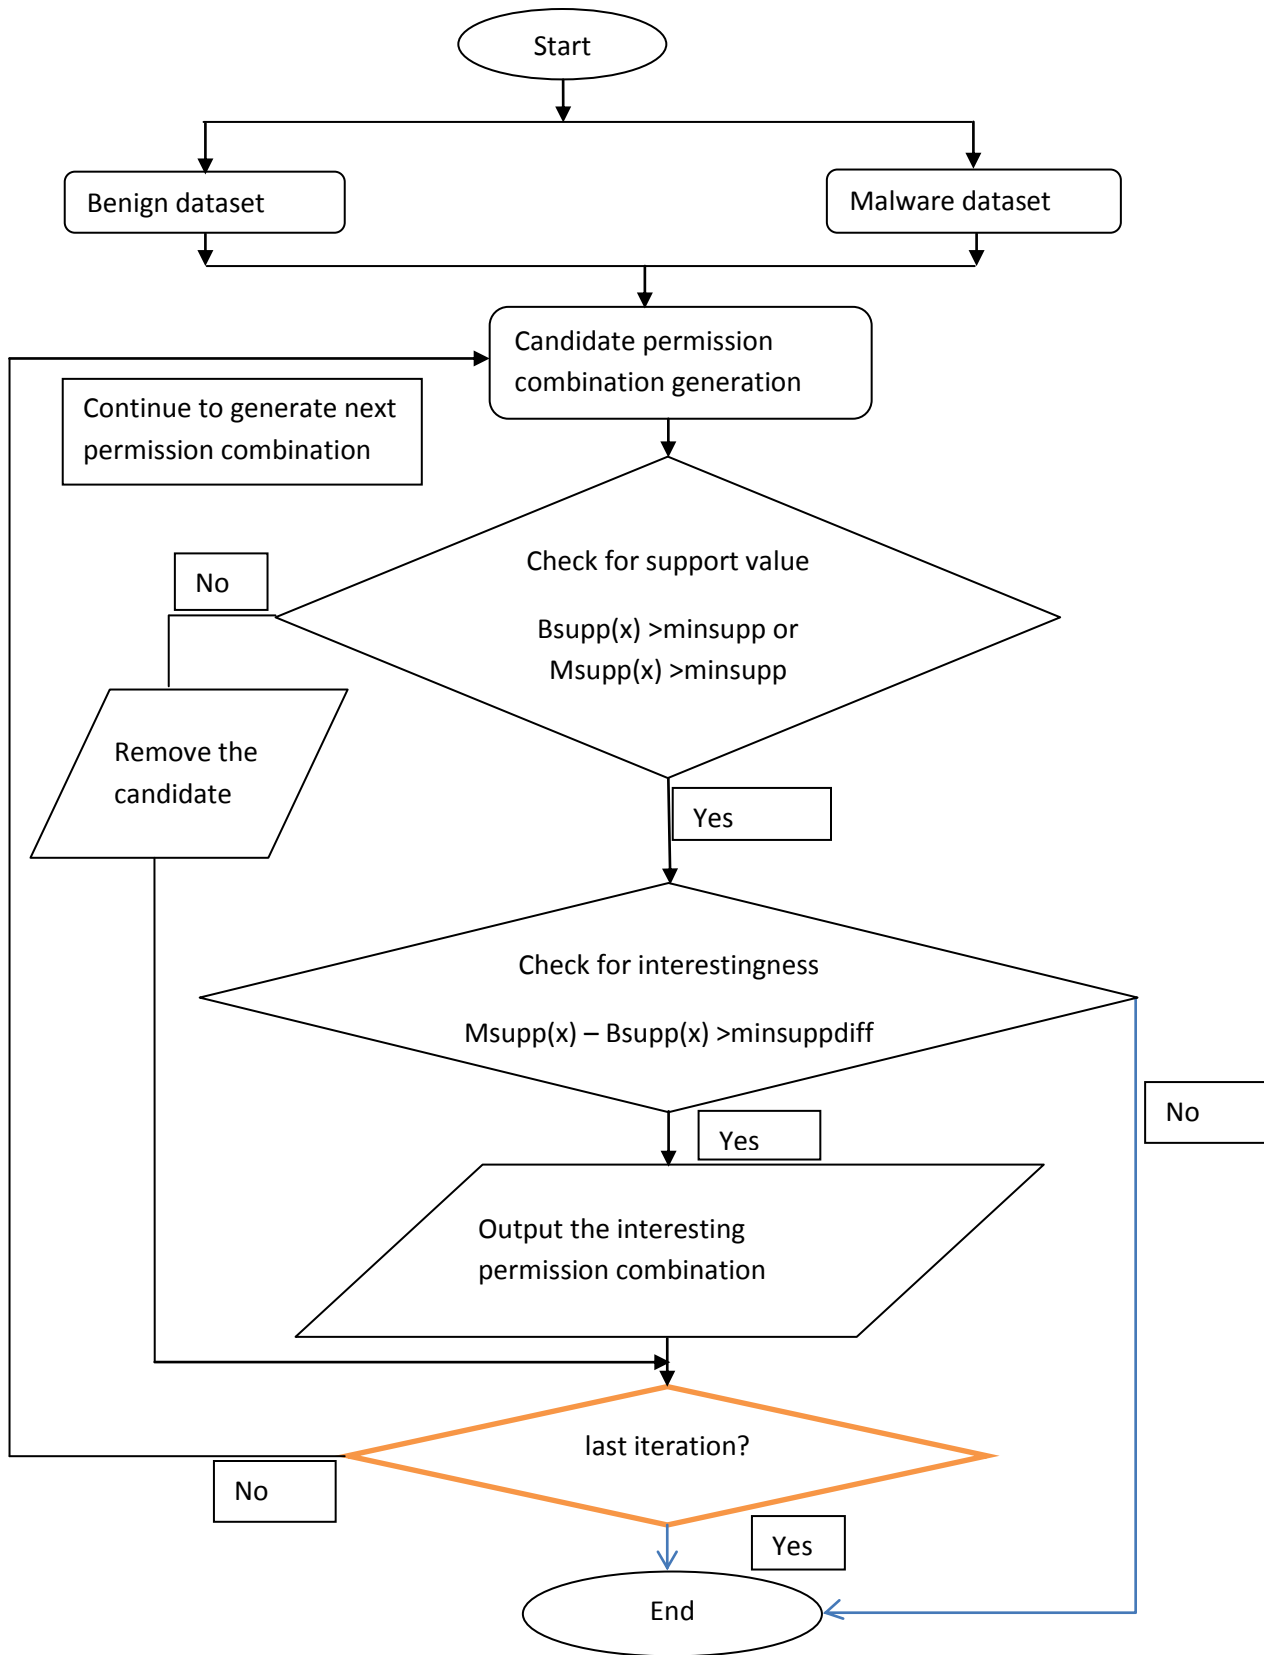 Start
Benign dataset
Malware dataset
Candidate permission
combination generation
Continue to generate next
permission combination
Check for support value
No
Bsupp(x) >minsupp or
Msupp(x) >minsupp
Remove the
candidate
Yes
Check for interestingness
Msupp(x) – Bsupp(x) >minsuppdiff
No
Yes
Output the interesting
permission combination
last iteration?
No
Yes
End